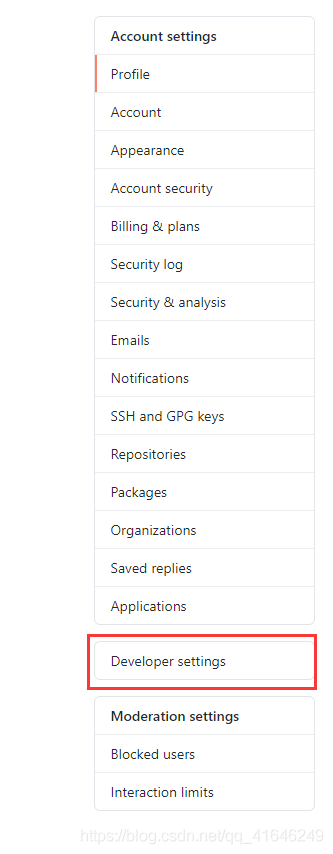 Account settings
Profile
Account
Appearance
Account security
Billing & plans
Security log
Security & analysis
Emails
Notifications
SSH and GPG keys
Repositories
Packages
Organizations
Saved replies
Applications
Developer settings
Moderation settings
Blocked users
Interaction limits
https://blog.csdn.net/qq_41646249